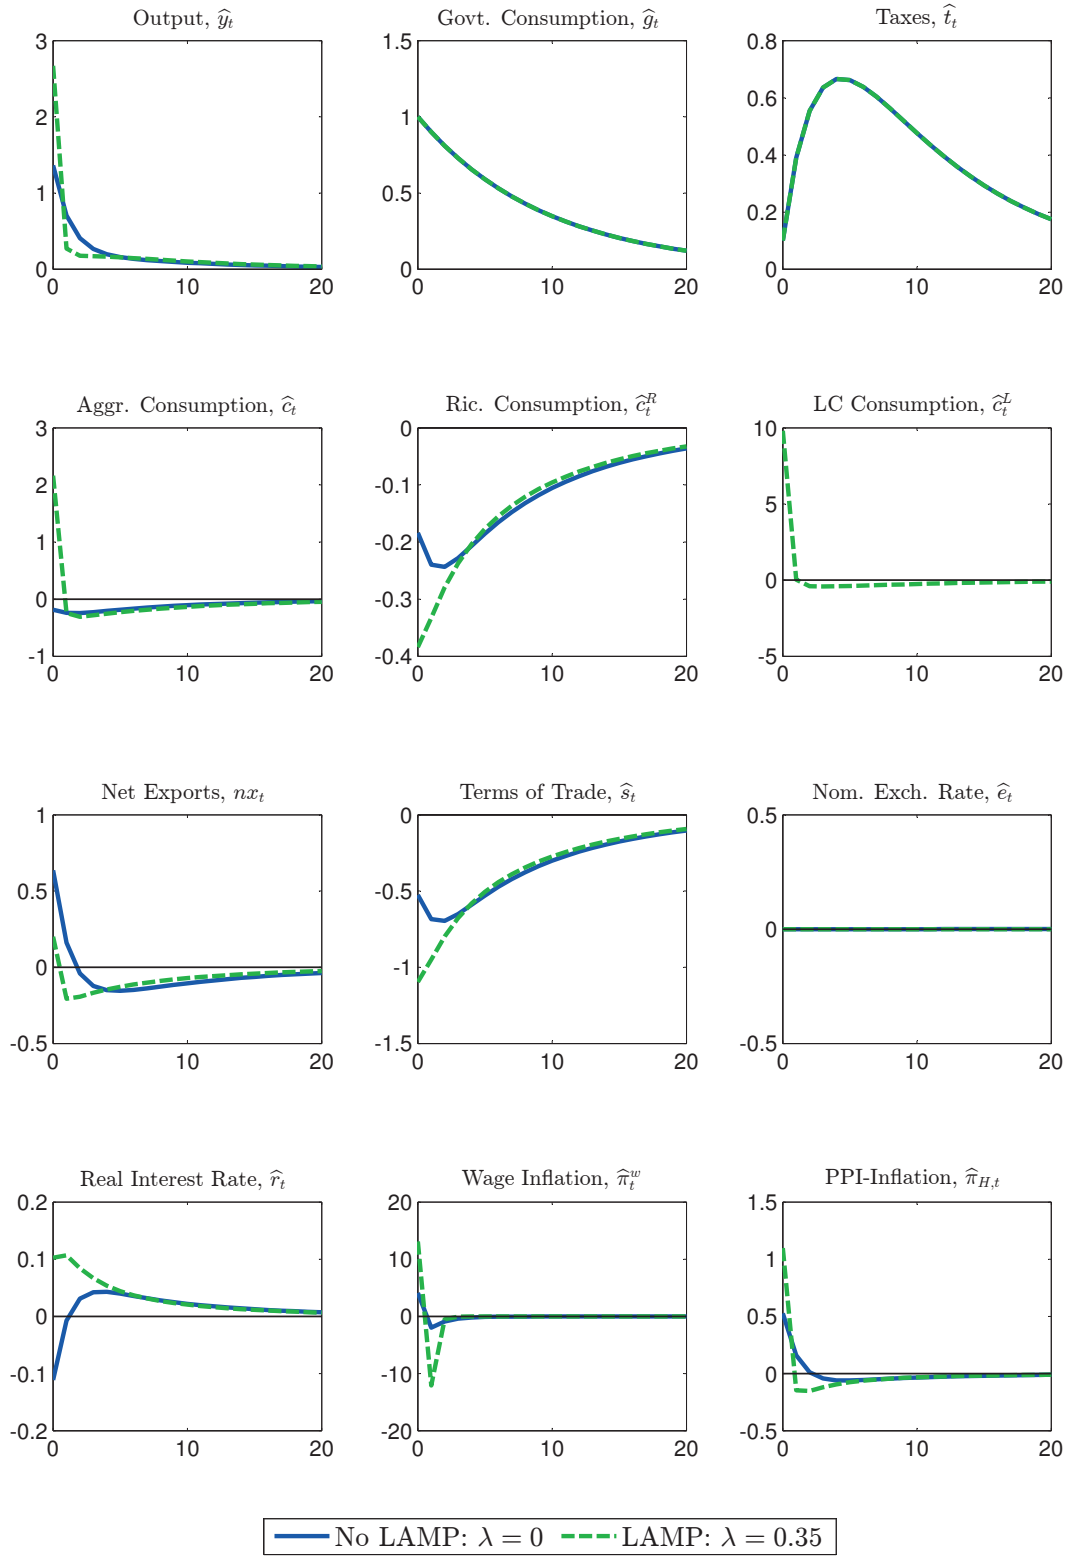 Output, ŷ_t
Govt. Consumption, ĝ_t
Taxes, t̂_t
3
2
1
0
0 10 20
1.5
1
0.5
0
0 10 20
0.8
0.6
0.4
0.2
0
0 10 20
Aggr. Consumption, ĉ_t
Ric. Consumption, ĉ_t^R
LC Consumption, ĉ_t^L
3
2
1
0
-1
0 10 20
0
-0.1
-0.2
-0.3
-0.4
0 10 20
10
5
0
-5
0 10 20
Net Exports, nx_t
Terms of Trade, ŝ_t
Nom. Exch. Rate, ê_t
1
0.5
0
-0.5
0 10 20
0
-0.5
-1
-1.5
0 10 20
0.5
0
-0.5
0 10 20
Real Interest Rate, r̂_t
Wage Inflation, π̂_t^w
PPI-Inflation, π̂_{H,t}
0.2
0.1
0
-0.1
-0.2
0 10 20
20
10
0
-10
-20
0 10 20
1.5
1
0.5
0
-0.5
0 10 20
No LAMP: λ = 0 LAMP: λ = 0.35